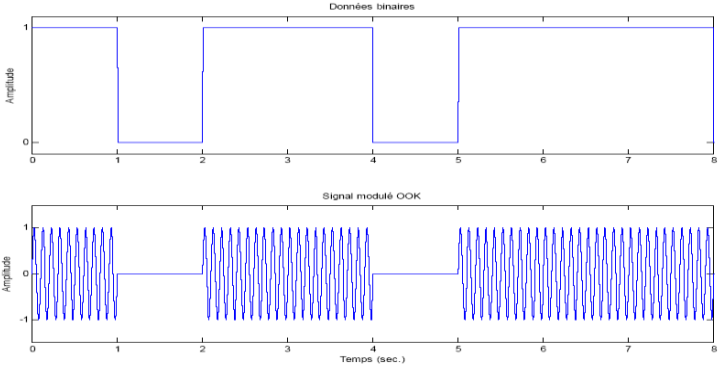 Données binaires
Amplitude
1
0
0 1 2 3 4 5 6 7 8
Signal modulé OOK
Amplitude
1
0
-1
0 1 2 3 4 5 6 7 8
Temps (sec.)